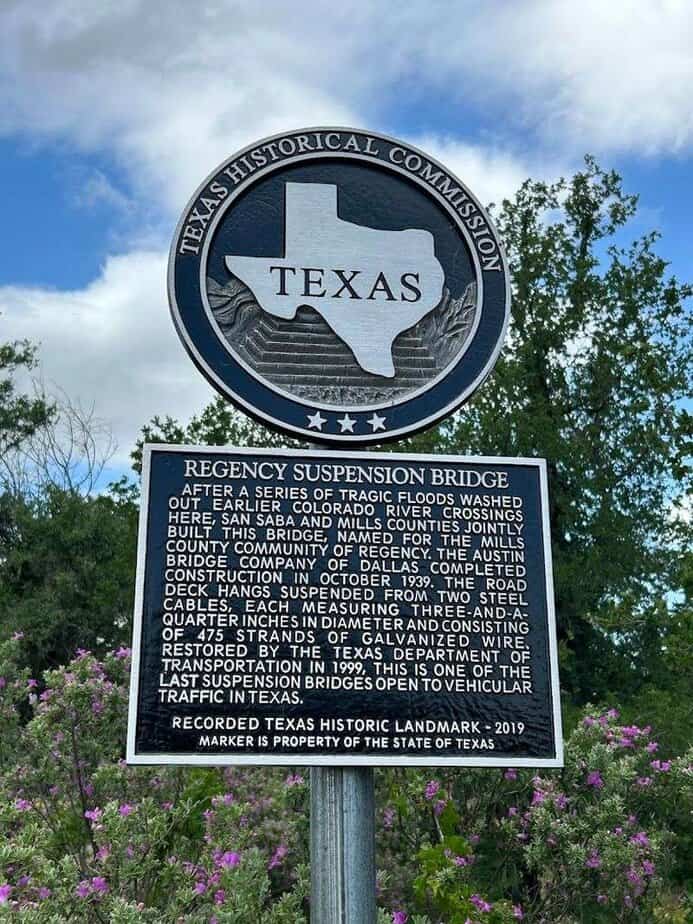 TEXAS HISTORICAL COMMISSION
TEXAS
REGENCY SUSPENSION BRIDGE
AFTER A SERIES OF TRAGIC FLOODS WASHED
OUT EARLIER COLORADO RIVER CROSSINGS
HERE, SAN SABA AND MILLS COUNTIES JOINTLY
BUILT THIS BRIDGE, NAMED FOR THE MILLS
COUNTY COMMUNITY OF REGENCY. THE AUSTIN
BRIDGE COMPANY OF DALLAS COMPLETED
CONSTRUCTION IN OCTOBER 1939. THE ROAD
DECK HANGS SUSPENDED FROM TWO STEEL
CABLES, EACH MEASURING THREE-AND-A-
QUARTER INCHES IN DIAMETER AND CONSISTING
OF 475 STRANDS OF GALVANIZED WIRE.
RESTORED BY THE TEXAS DEPARTMENT OF
TRANSPORTATION IN 1999, THIS IS ONE OF THE
LAST SUSPENSION BRIDGES OPEN TO VEHICULAR
TRAFFIC IN TEXAS.
RECORDED TEXAS HISTORIC LANDMARK - 2019
MARKER IS PROPERTY OF THE STATE OF TEXAS